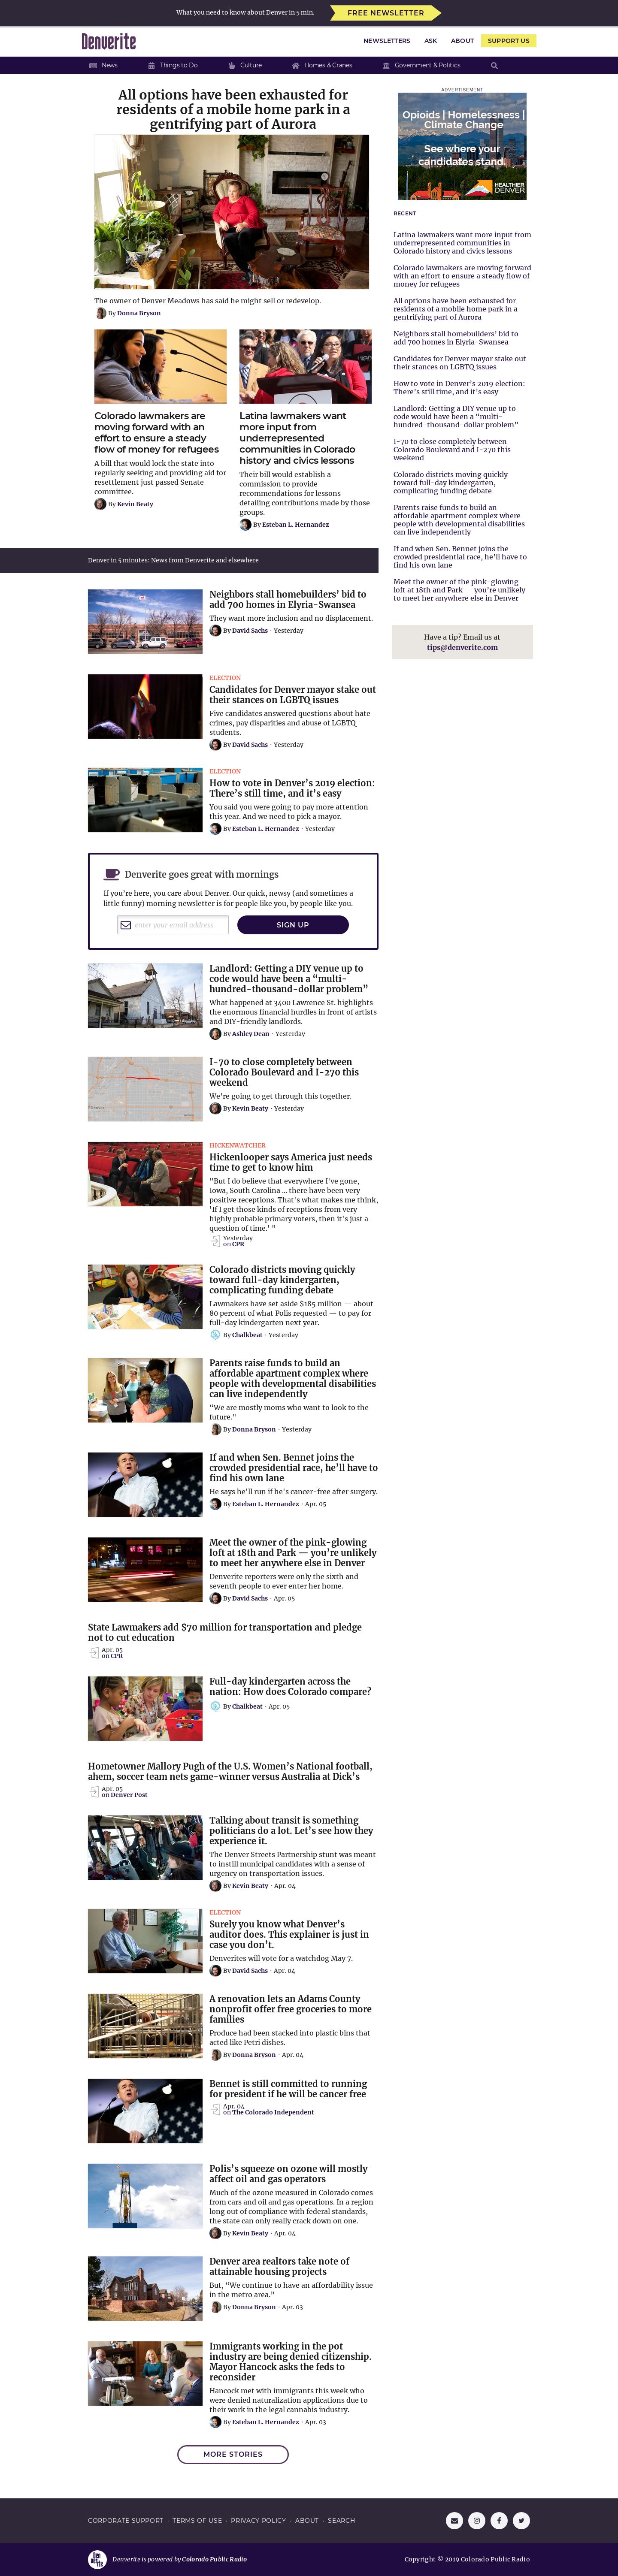 What you need to know about Denver in 5 min.
FREE NEWSLETTER
Denverite
NEWSLETTERS
ASK
ABOUT
SUPPORT US
News
Things to Do
Culture
Homes & Cranes
Government & Politics
All options have been exhausted for
residents of a mobile home park in a
gentrifying part of Aurora
The owner of Denver Meadows has said he might sell or redevelop.
By Donna Bryson
Colorado lawmakers are
moving forward with an
effort to ensure a steady
flow of money for refugees
A bill that would lock the state into
regularly seeking and providing aid for
resettlement just passed Senate
committee.
By Kevin Beaty
Latina lawmakers want
more input from
underrepresented
communities in Colorado
history and civics lessons
Their bill would establish a
commission to provide
recommendations for lessons
detailing contributions made by those
groups.
By Esteban L. Hernandez
ADVERTISEMENT
Opioids | Homelessness |
Climate Change
See where your
candidates stand.
HEALTHIER
DENVER
RECENT
Latina lawmakers want more input from
underrepresented communities in
Colorado history and civics lessons
Colorado lawmakers are moving forward
with an effort to ensure a steady flow of
money for refugees
All options have been exhausted for
residents of a mobile home park in a
gentrifying part of Aurora
Neighbors stall homebuilders’ bid to
add 700 homes in Elyria-Swansea
Candidates for Denver mayor stake out
their stances on LGBTQ issues
How to vote in Denver’s 2019 election:
There’s still time, and it’s easy
Landlord: Getting a DIY venue up to
code would have been a “multi-
hundred-thousand-dollar problem”
I-70 to close completely between
Colorado Boulevard and I-270 this
weekend
Colorado districts moving quickly
toward full-day kindergarten,
complicating funding debate
Parents raise funds to build an
affordable apartment complex where
people with developmental disabilities
can live independently
If and when Sen. Bennet joins the
crowded presidential race, he’ll have to
find his own lane
Meet the owner of the pink-glowing
loft at 18th and Park — you’re unlikely
to meet her anywhere else in Denver
Have a tip? Email us at
tips@denverite.com
Denver in 5 minutes: News from Denverite and elsewhere
Neighbors stall homebuilders’ bid to
add 700 homes in Elyria-Swansea
They want more inclusion and no displacement.
By David Sachs · Yesterday
ELECTION
Candidates for Denver mayor stake out
their stances on LGBTQ issues
Five candidates answered questions about hate
crimes, pay disparities and abuse of LGBTQ
students.
By David Sachs · Yesterday
ELECTION
How to vote in Denver’s 2019 election:
There’s still time, and it’s easy
You said you were going to pay more attention
this year. And we need to pick a mayor.
By Esteban L. Hernandez · Yesterday
Denverite goes great with mornings
If you're here, you care about Denver. Our quick, newsy (and sometimes a
little funny) morning newsletter is for people like you, by people like you.
enter your email address
SIGN UP
Landlord: Getting a DIY venue up to
code would have been a “multi-
hundred-thousand-dollar problem”
What happened at 3400 Lawrence St. highlights
the enormous financial hurdles in front of artists
and DIY-friendly landlords.
By Ashley Dean · Yesterday
I-70 to close completely between
Colorado Boulevard and I-270 this
weekend
We're going to get through this together.
By Kevin Beaty · Yesterday
HICKENWATCHER
Hickenlooper says America just needs
time to get to know him
"But I do believe that everywhere I've gone,
Iowa, South Carolina ... there have been very
positive receptions. That's what makes me think,
'If I get those kinds of receptions from very
highly probable primary voters, then it's just a
question of time.' "
Yesterday
on CPR
Colorado districts moving quickly
toward full-day kindergarten,
complicating funding debate
Lawmakers have set aside $185 million — about
80 percent of what Polis requested — to pay for
full-day kindergarten next year.
By Chalkbeat · Yesterday
Parents raise funds to build an
affordable apartment complex where
people with developmental disabilities
can live independently
“We are mostly moms who want to look to the
future.”
By Donna Bryson · Yesterday
If and when Sen. Bennet joins the
crowded presidential race, he’ll have to
find his own lane
He says he'll run if he's cancer-free after surgery.
By Esteban L. Hernandez · Apr. 05
Meet the owner of the pink-glowing
loft at 18th and Park — you’re unlikely
to meet her anywhere else in Denver
Denverite reporters were only the sixth and
seventh people to ever enter her home.
By David Sachs · Apr. 05
State Lawmakers add $70 million for transportation and pledge
not to cut education
Apr. 05
on CPR
Full-day kindergarten across the
nation: How does Colorado compare?
By Chalkbeat · Apr. 05
Hometowner Mallory Pugh of the U.S. Women’s National football,
ahem, soccer team nets game-winner versus Australia at Dick’s
Apr. 05
on Denver Post
Talking about transit is something
politicians do a lot. Let’s see how they
experience it.
The Denver Streets Partnership stunt was meant
to instill municipal candidates with a sense of
urgency on transportation issues.
By Kevin Beaty · Apr. 04
ELECTION
Surely you know what Denver’s
auditor does. This explainer is just in
case you don’t.
Denverites will vote for a watchdog May 7.
By David Sachs · Apr. 04
A renovation lets an Adams County
nonprofit offer free groceries to more
families
Produce had been stacked into plastic bins that
acted like Petri dishes.
By Donna Bryson · Apr. 04
Bennet is still committed to running
for president if he will be cancer free
Apr. 04
on The Colorado Independent
Polis’s squeeze on ozone will mostly
affect oil and gas operators
Much of the ozone measured in Colorado comes
from cars and oil and gas operations. In a region
long out of compliance with federal standards,
the state can only really crack down on one.
By Kevin Beaty · Apr. 04
Denver area realtors take note of
attainable housing projects
But, “We continue to have an affordability issue
in the metro area.”
By Donna Bryson · Apr. 03
Immigrants working in the pot
industry are being denied citizenship.
Mayor Hancock asks the feds to
reconsider
Hancock met with immigrants this week who
were denied naturalization applications due to
their work in the legal cannabis industry.
By Esteban L. Hernandez · Apr. 03
MORE STORIES
CORPORATE SUPPORT · TERMS OF USE · PRIVACY POLICY · ABOUT · SEARCH
Den
ver
ite
Denverite is powered by Colorado Public Radio
Copyright © 2019 Colorado Public Radio